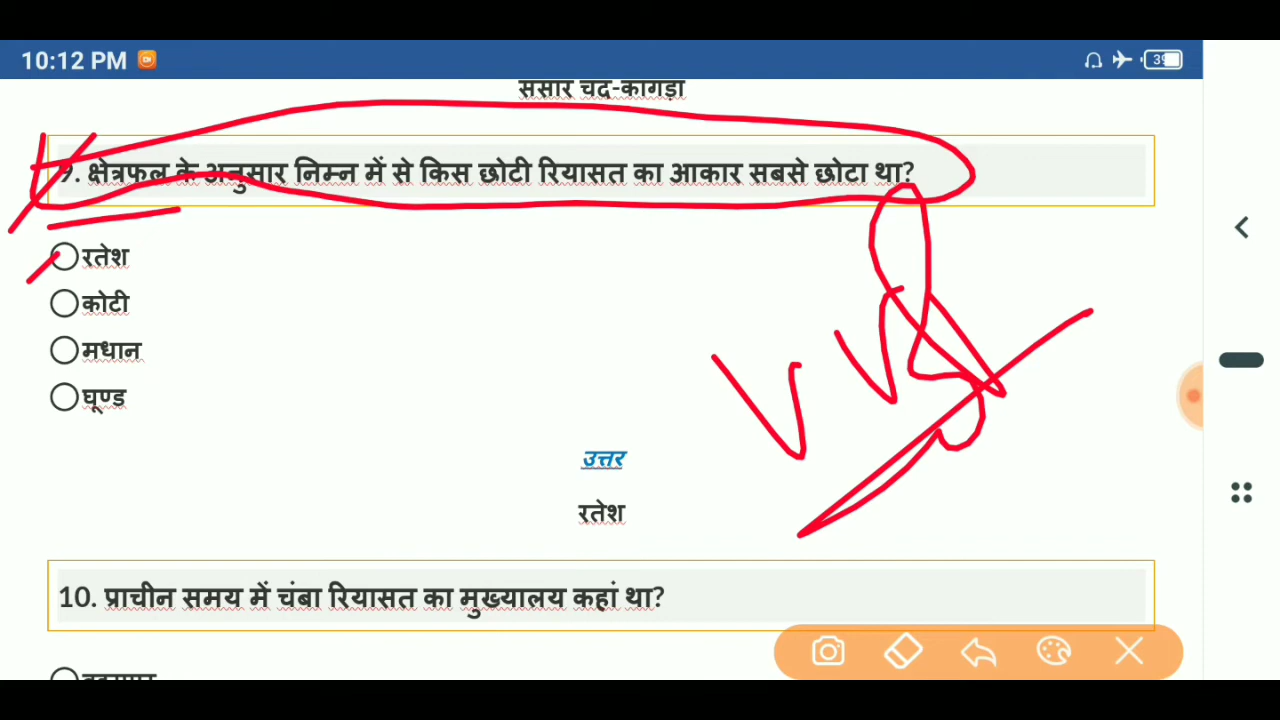 10:12 PM
39
संसार चंद-कांगड़ा
9. क्षेत्रफल के अनुसार निम्न में से किस छोटी रियासत का आकार सबसे छोटा था?
रतेश
कोटी
मधान
घूण्ड
उत्तर
रतेश
10. प्राचीन समय में चंबा रियासत का मुख्यालय कहां था?